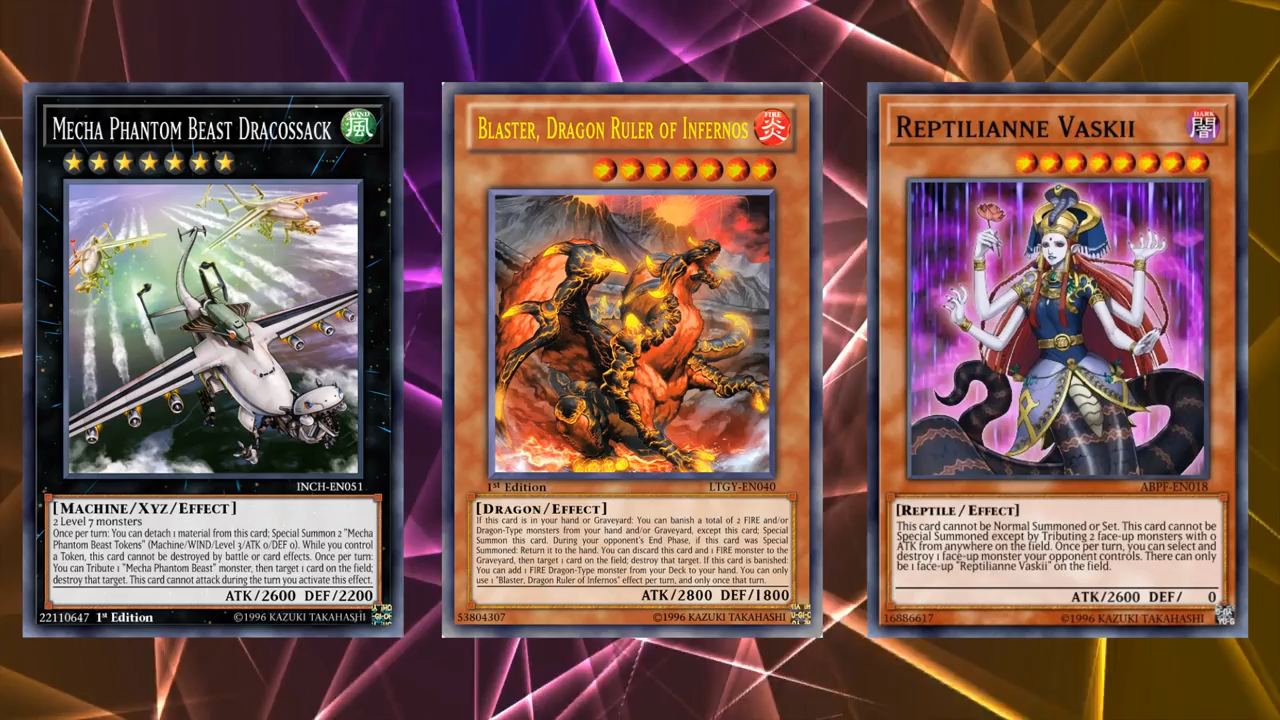 MECHA PHANTOM BEAST DRACOSSACK
WIND
風
INCH-EN051
[MACHINE/XYZ/EFFECT]
2 Level 7 monsters
Once per turn: You can detach 1 material from this card; Special Summon 2 "Mecha
Phantom Beast Tokens" (Machine/WIND/Level 3/ATK 0/DEF 0). While you control
a Token, this card cannot be destroyed by battle or card effects. Once per turn:
You can Tribute 1 "Mecha Phantom Beast" monster, then target 1 card on the field;
destroy that target. This card cannot attack during the turn you activate this effect.
ATK/2600 DEF/2200
22110647 1st Edition ©1996 KAZUKI TAKAHASHI
BLASTER, DRAGON RULER OF INFERNOS
FIRE
炎
1st Edition LTGY-EN040
[DRAGON/EFFECT]
If this card is in your hand or Graveyard: You can banish a total of 2 FIRE and/or
Dragon-Type monsters from your hand and/or Graveyard, except this card; Special
Summon this card. During your opponent's End Phase, if this card was Special
Summoned: Return it to the hand. You can discard this card and 1 FIRE monster to the
Graveyard, then target 1 card on the field; destroy that target. If this card is banished:
You can add 1 FIRE Dragon-Type monster from your Deck to your hand. You can only
use 1 "Blaster, Dragon Ruler of Infernos" effect per turn, and only once that turn.
ATK/2800 DEF/1800
53804307 ©1996 KAZUKI TAKAHASHI
REPTILIANNE VASKII
DARK
闇
ABPF-EN018
[REPTILE/EFFECT]
This card cannot be Normal Summoned or Set. This card cannot be
Special Summoned except by Tributing 2 face-up monsters with 0
ATK from anywhere on the field. Once per turn, you can select and
destroy 1 face-up monster your opponent controls. There can only
be 1 face-up "Reptilianne Vaskii" on the field.
ATK/2600 DEF/ 0
16886617 ©1996 KAZUKI TAKAHASHI